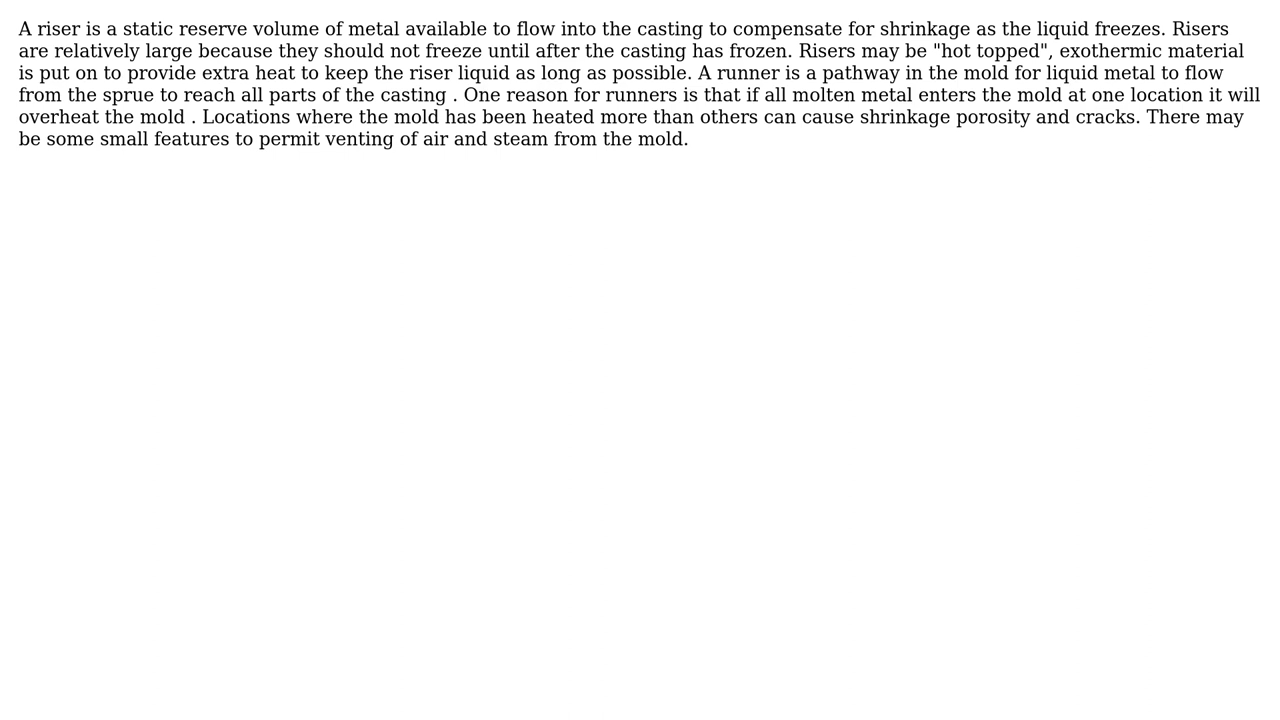 A riser is a static reserve volume of metal available to flow into the casting to compensate for shrinkage as the liquid freezes. Risers
are relatively large because they should not freeze until after the casting has frozen. Risers may be "hot topped", exothermic material
is put on to provide extra heat to keep the riser liquid as long as possible. A runner is a pathway in the mold for liquid metal to flow
from the sprue to reach all parts of the casting . One reason for runners is that if all molten metal enters the mold at one location it will
overheat the mold . Locations where the mold has been heated more than others can cause shrinkage porosity and cracks. There may
be some small features to permit venting of air and steam from the mold.